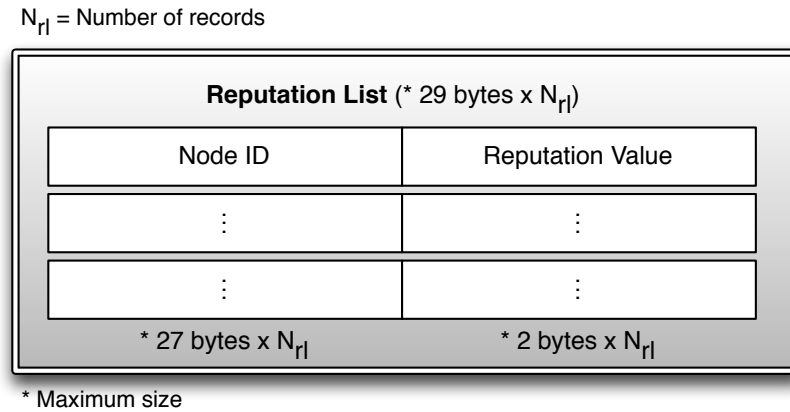 N_rl = Number of records
Reputation List (* 29 bytes x N_rl)
Node ID Reputation Value
⋮ ⋮
⋮ ⋮
* 27 bytes x N_rl * 2 bytes x N_rl
* Maximum size